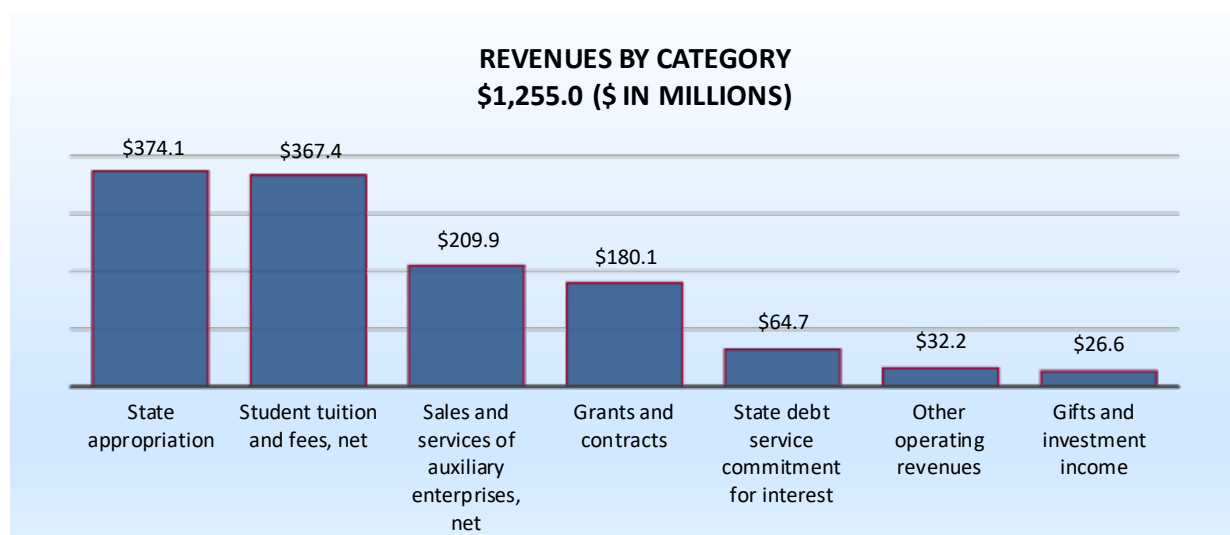 REVENUES BY CATEGORY
$1,255.0 ($ IN MILLIONS)
$374.1
$367.4
$209.9
$180.1
$64.7
$32.2
$26.6
State
appropriation
Student tuition
and fees, net
Sales and
services of
auxiliary
enterprises,
net
Grants and
contracts
State debt
service
commitment
for interest
Other
operating
revenues
Gifts and
investment
income